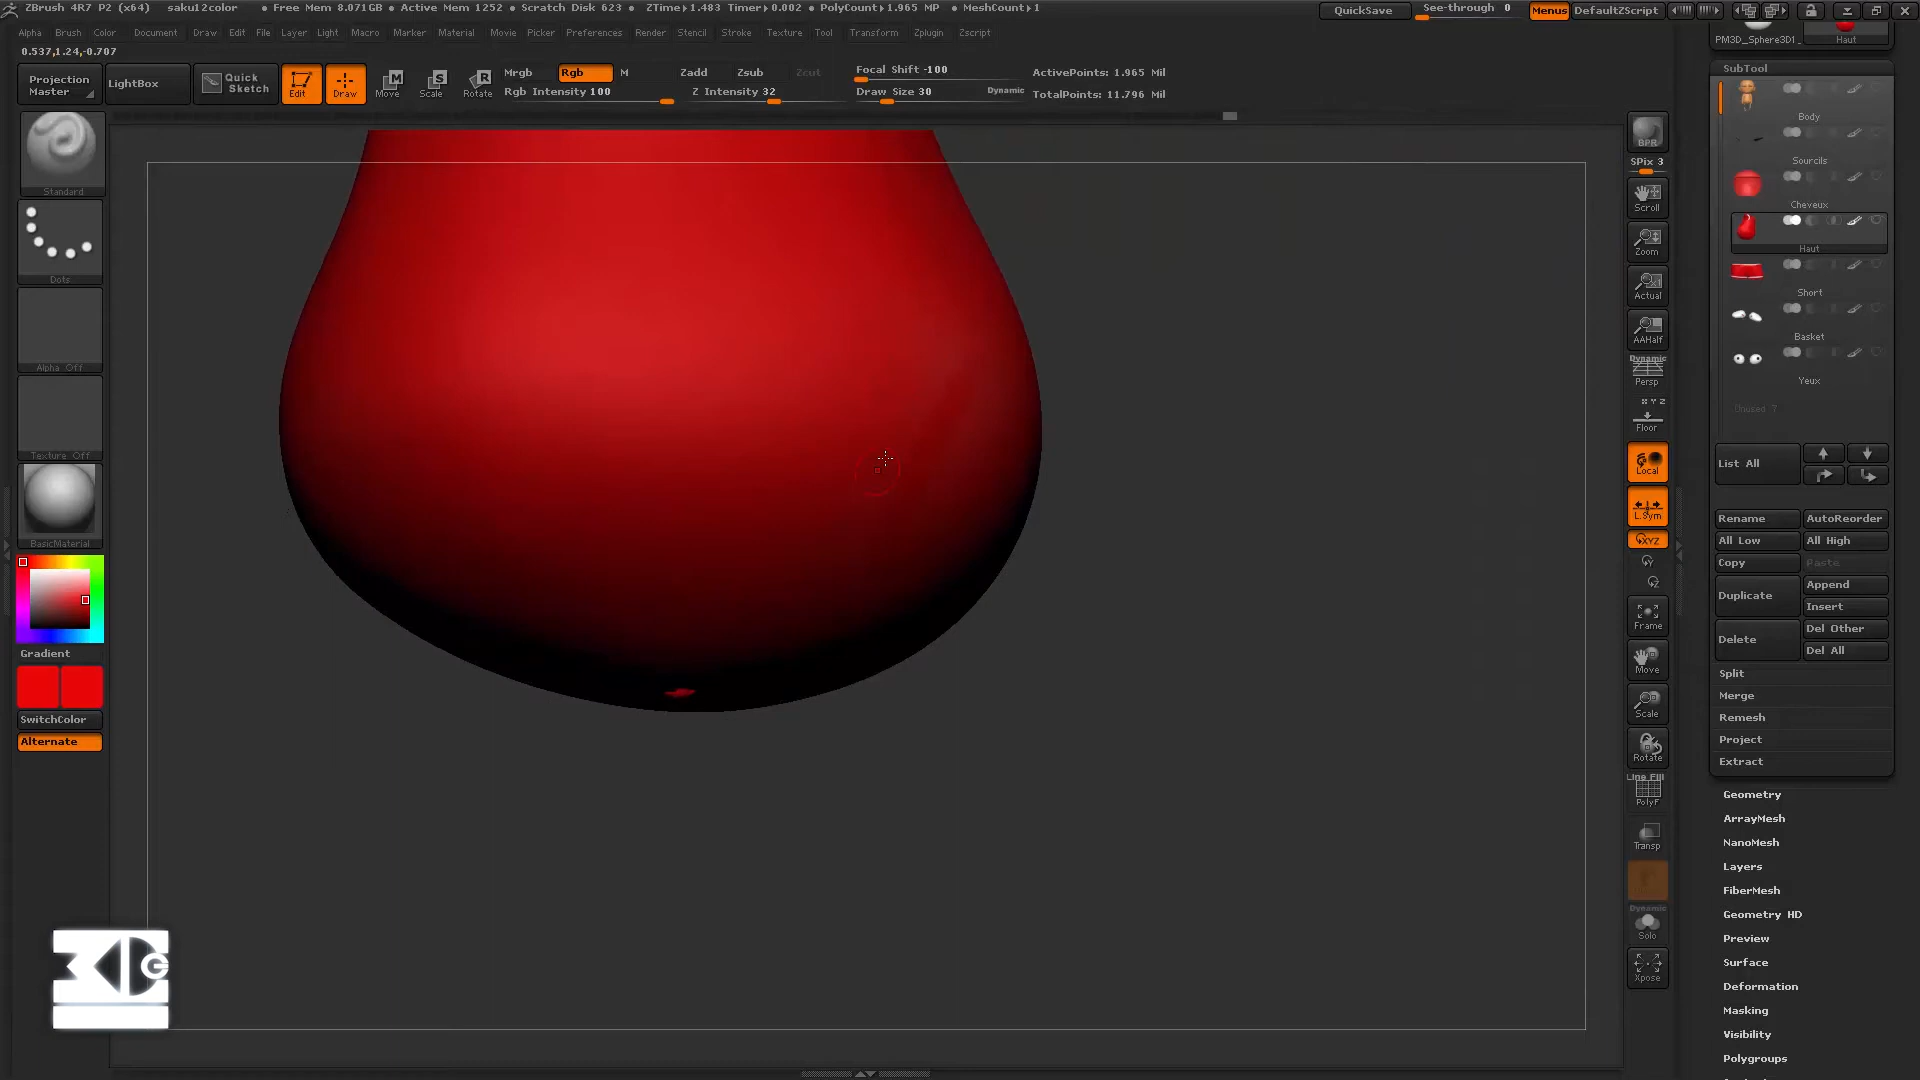 ZBrush 4R7 P2 (x64) saku12color ● Free Mem 8.071GB ● Active Mem 1252 ● Scratch Disk 623 ● ZTime▸1.483 Timer▸0.002 ● PolyCount▸1.965 MP ● MeshCount▸1 QuickSave See-through 0 Menus DefaultZScript
Alpha Brush Color Document Draw Edit File Layer Light Macro Marker Material Movie Picker Preferences Render Stencil Stroke Texture Tool Transform Zplugin Zscript
0.537,1.24,-0.707
Projection Master
LightBox
Quick Sketch
Edit
Draw
Move
Scale
Rotate
Mrgb Rgb M
Rgb Intensity 100
Zadd Zsub Zcut
Z Intensity 32
Focal Shift -100
Draw Size 30 Dynamic
ActivePoints: 1.965 Mil
TotalPoints: 11.796 Mil
Standard
Dots
Alpha Off
Texture Off
BasicMaterial
Gradient
SwitchColor
Alternate
BPR
SPix 3
Scroll
Zoom
Actual
AAHalf
Dynamic
Persp
X Y Z
Floor
Local
L.Sym
XYZ
Y
Z
Frame
Move
Scale
Rotate
Line Fill
PolyF
Transp
Dynamic
Solo
Xpose
PM3D_Sphere3D1_ Haut
SubTool
Body
Sourcils
Cheveux
Haut
Short
Basket
Yeux
Unused 7
List All
Rename AutoReorder
All Low All High
Copy Paste
Duplicate Append
Insert
Delete Del Other
Del All
Split
Merge
Remesh
Project
Extract
Geometry
ArrayMesh
NanoMesh
Layers
FiberMesh
Geometry HD
Preview
Surface
Deformation
Masking
Visibility
Polygroups